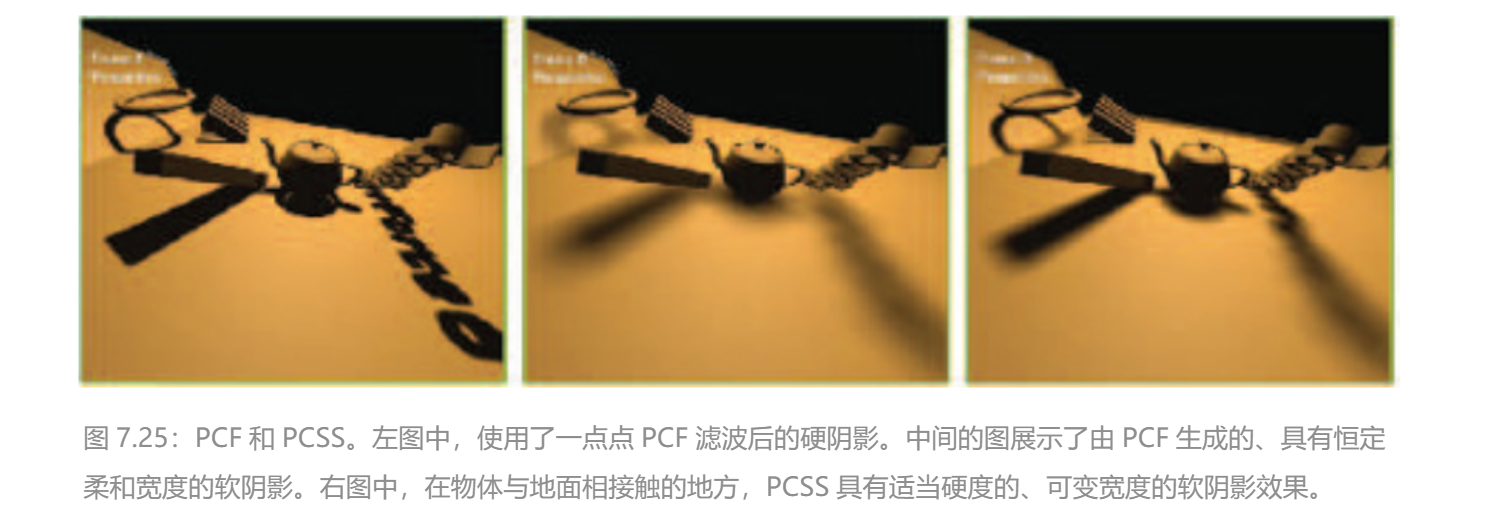 图 7.25：PCF 和 PCSS。左图中，使用了一点点 PCF 滤波后的硬阴影。中间的图展示了由 PCF 生成的、具有恒定
柔和宽度的软阴影。右图中，在物体与地面相接触的地方，PCSS 具有适当硬度的、可变宽度的软阴影效果。